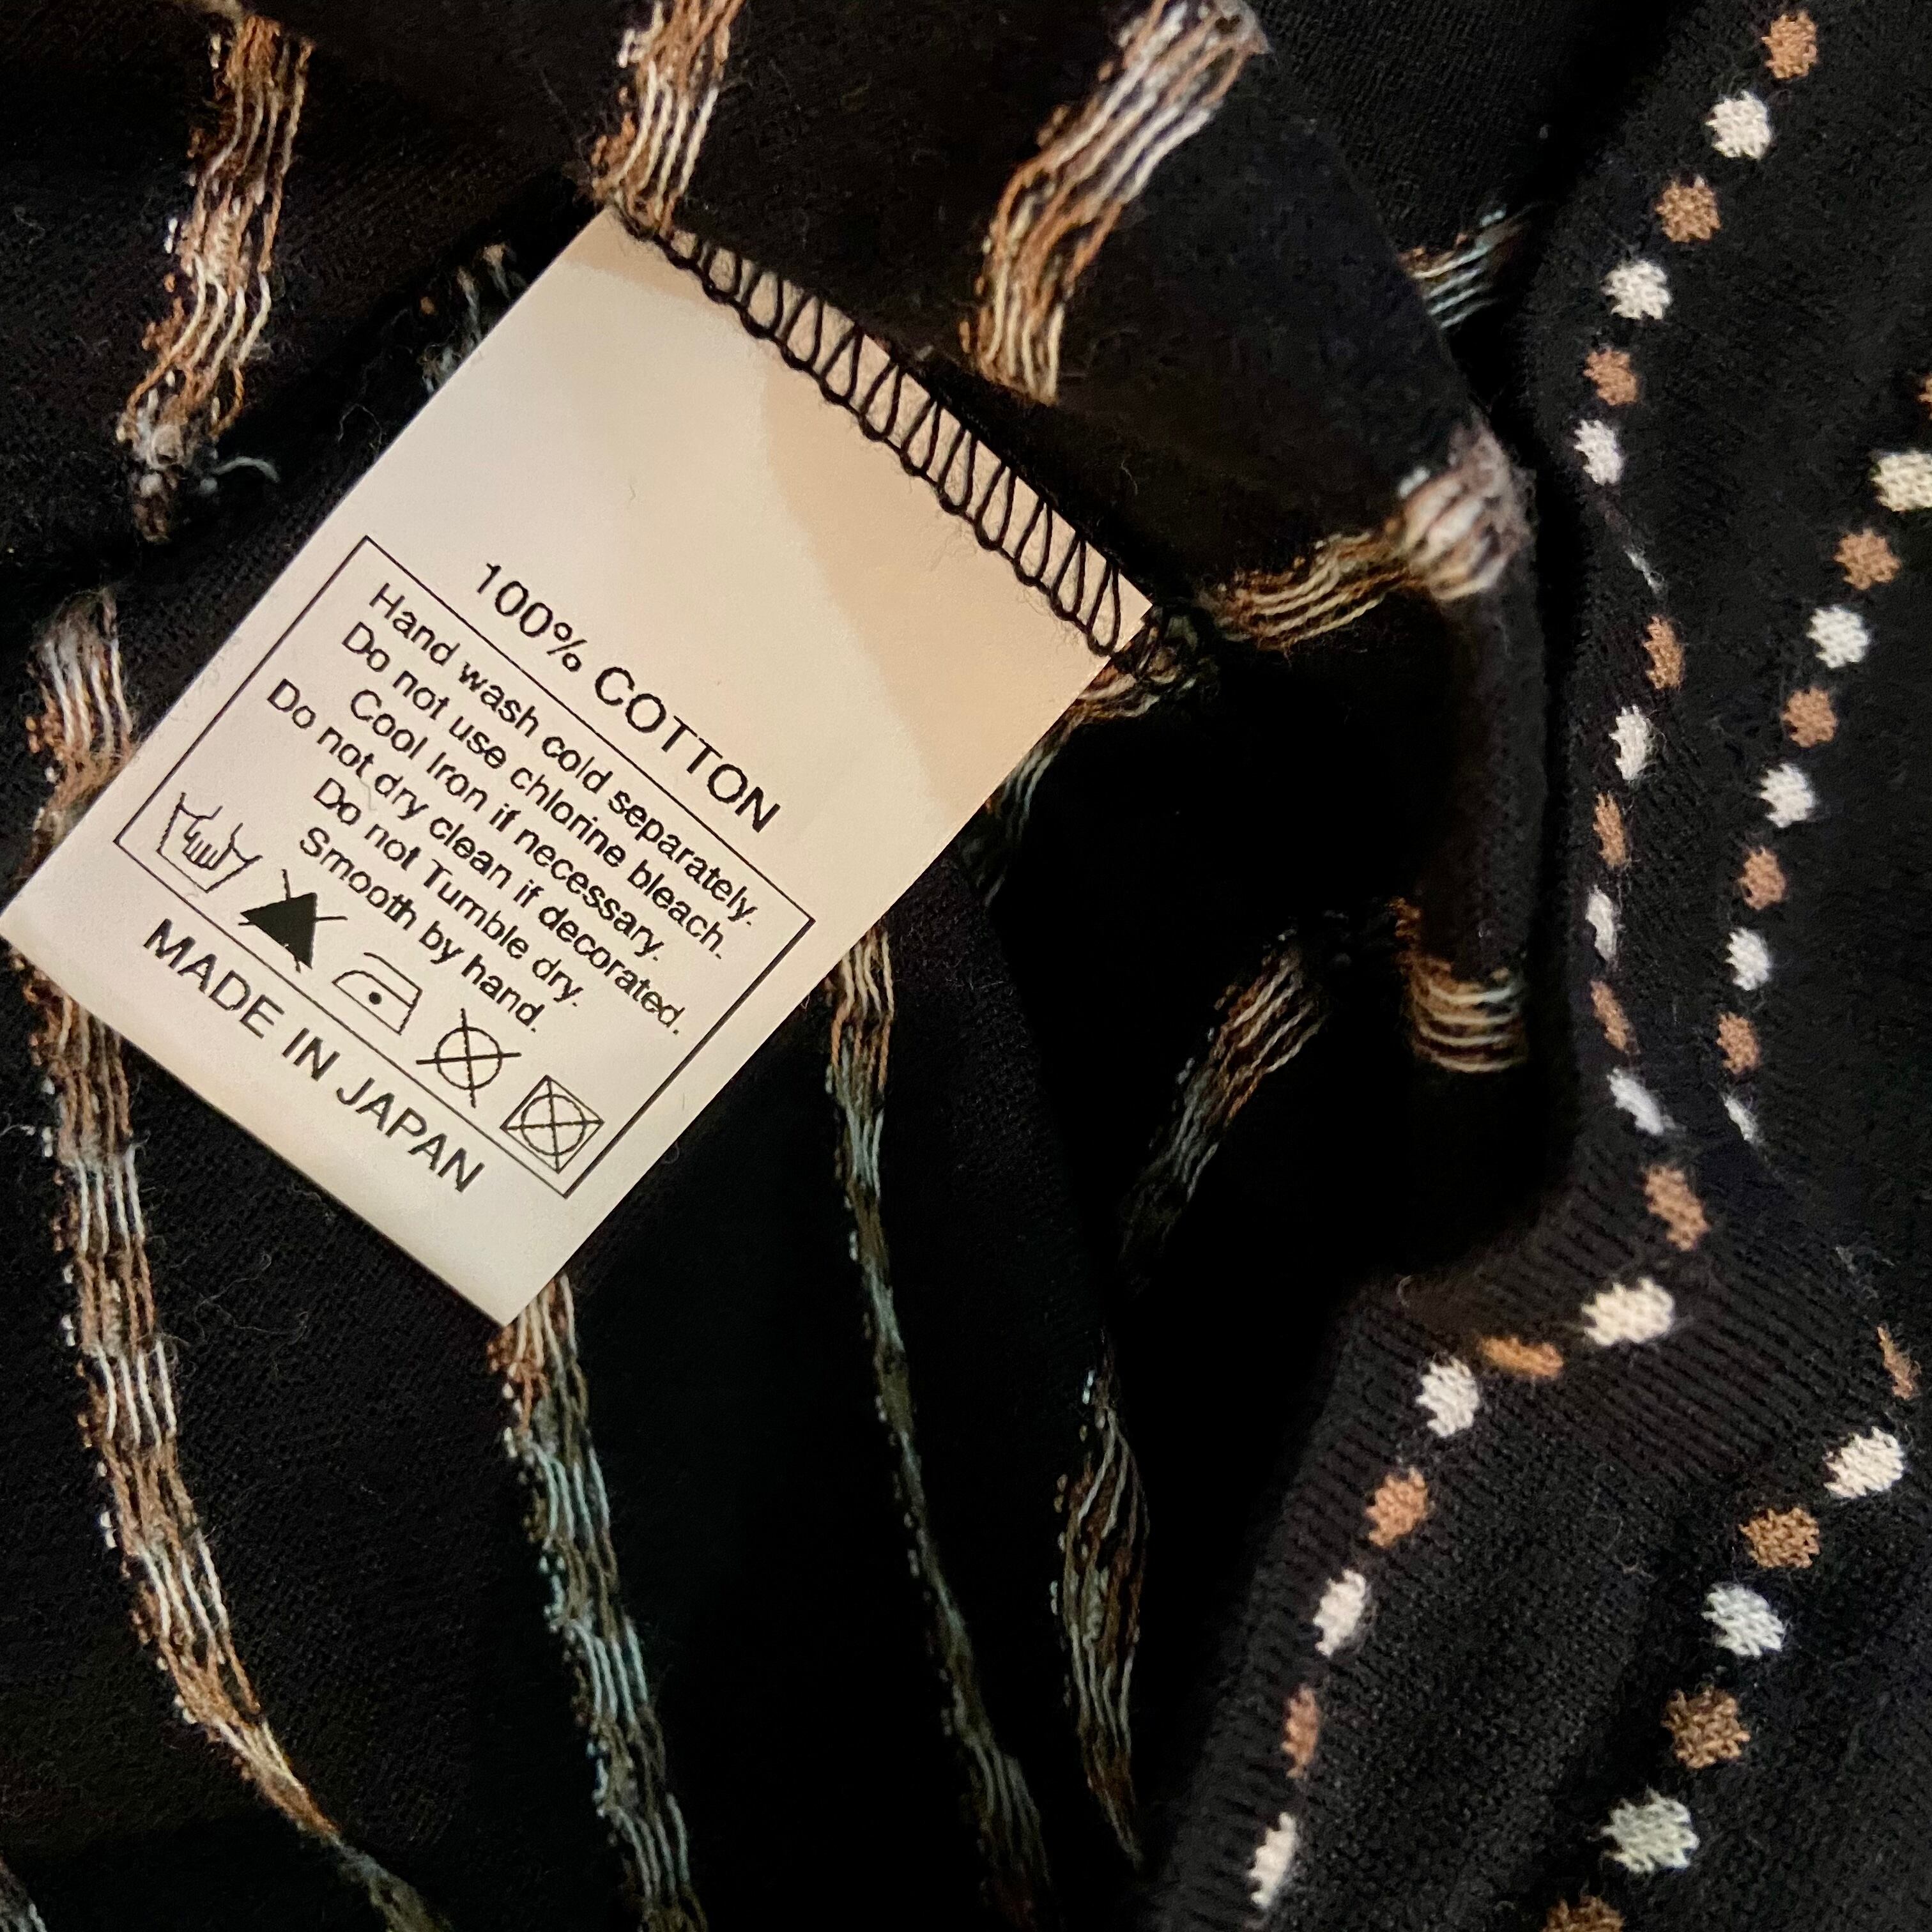 100% COTTON
Hand wash cold separately.
Do not use chlorine bleach.
Cool Iron if necessary.
Do not dry clean if decorated.
Do not Tumble dry.
Smooth by hand.
MADE IN JAPAN